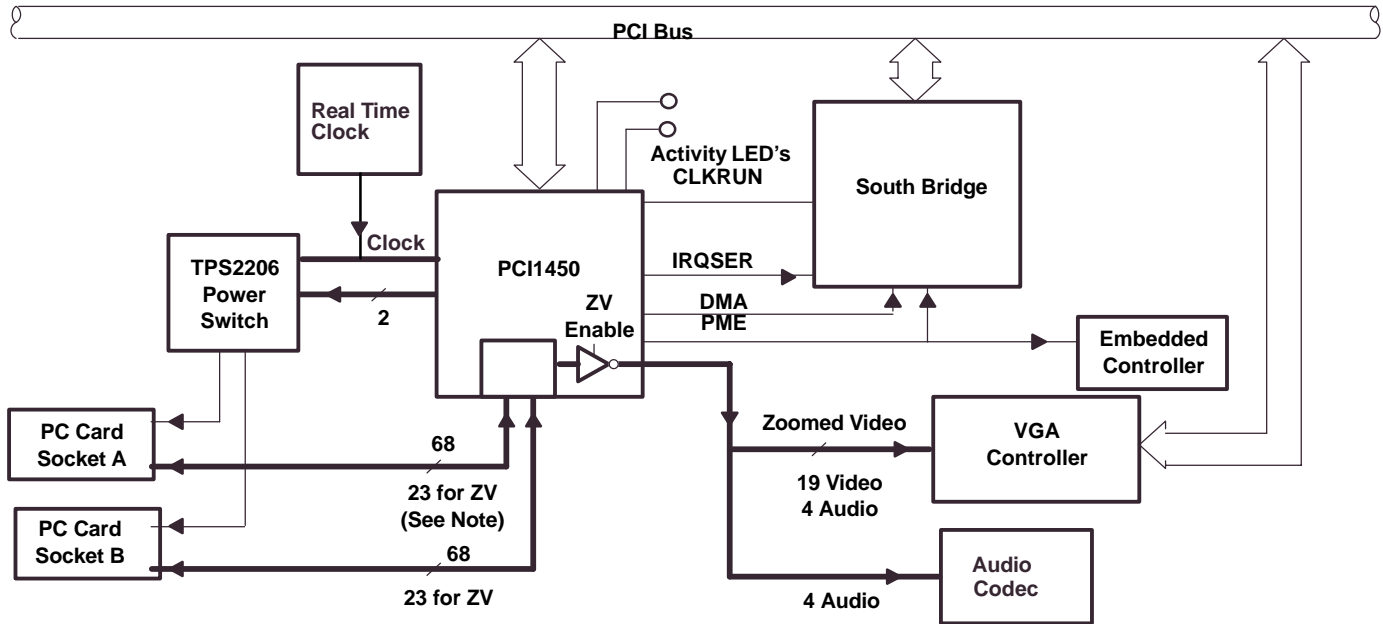 PCI Bus
Real Time
Clock
Activity LED's
CLKRUN
South Bridge
Clock
TPS2206
Power
Switch
PCI1450
IRQSER
2
ZV
Enable
DMA
PME
Embedded
Controller
PC Card
Socket A
68
23 for ZV
(See Note)
Zoomed Video
19 Video
4 Audio
VGA
Controller
PC Card
Socket B
68
23 for ZV
4 Audio
Audio
Codec